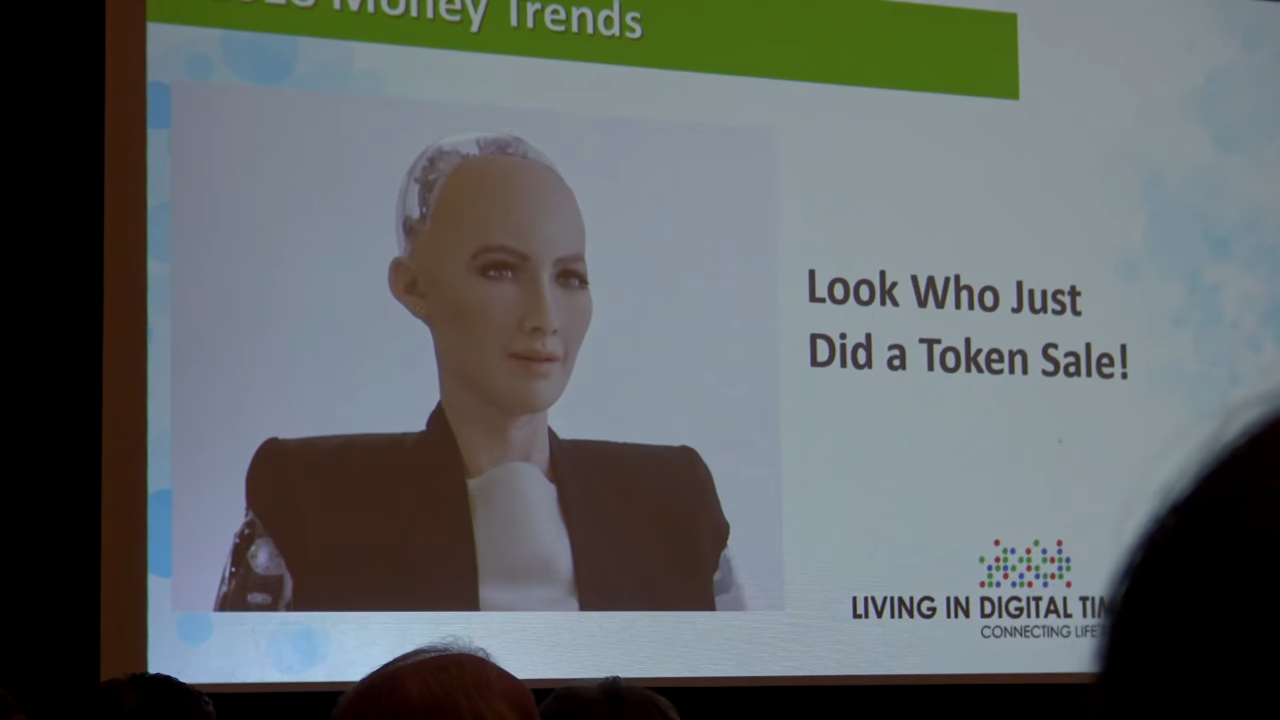 Money Trends
Look Who Just
Did a Token Sale!
LIVING IN DIGITAL
CONNECTING